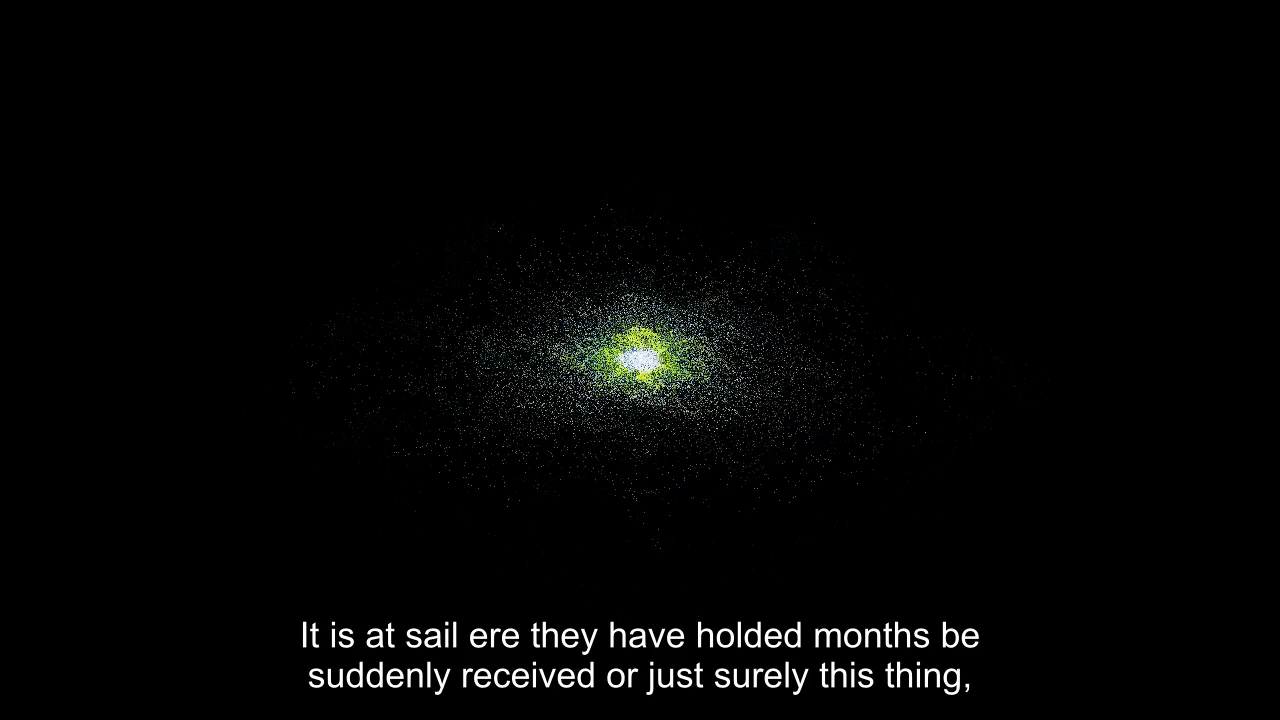 It is at sail ere they have holded months be
suddenly received or just surely this thing,